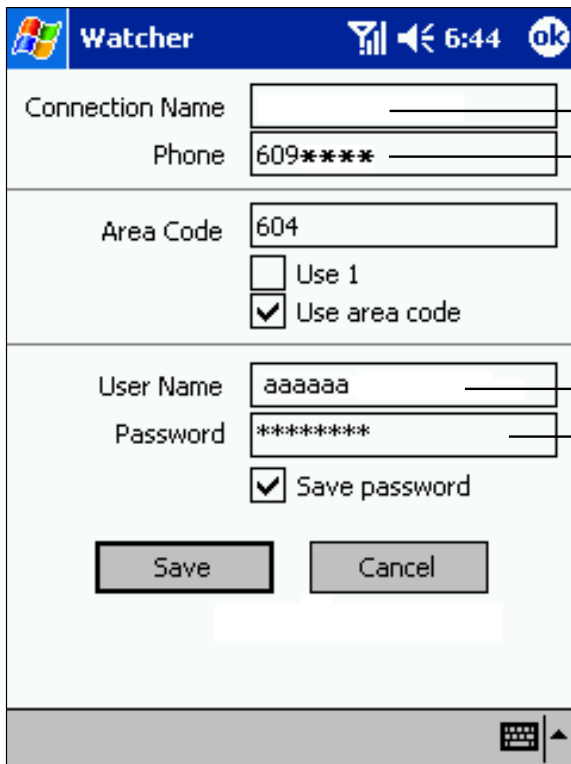 Watcher 6:44 ok
Connection Name
Phone 609****
Area Code 604
Use 1
Use area code
User Name aaaaaa
Password ********
Save password
Save Cancel